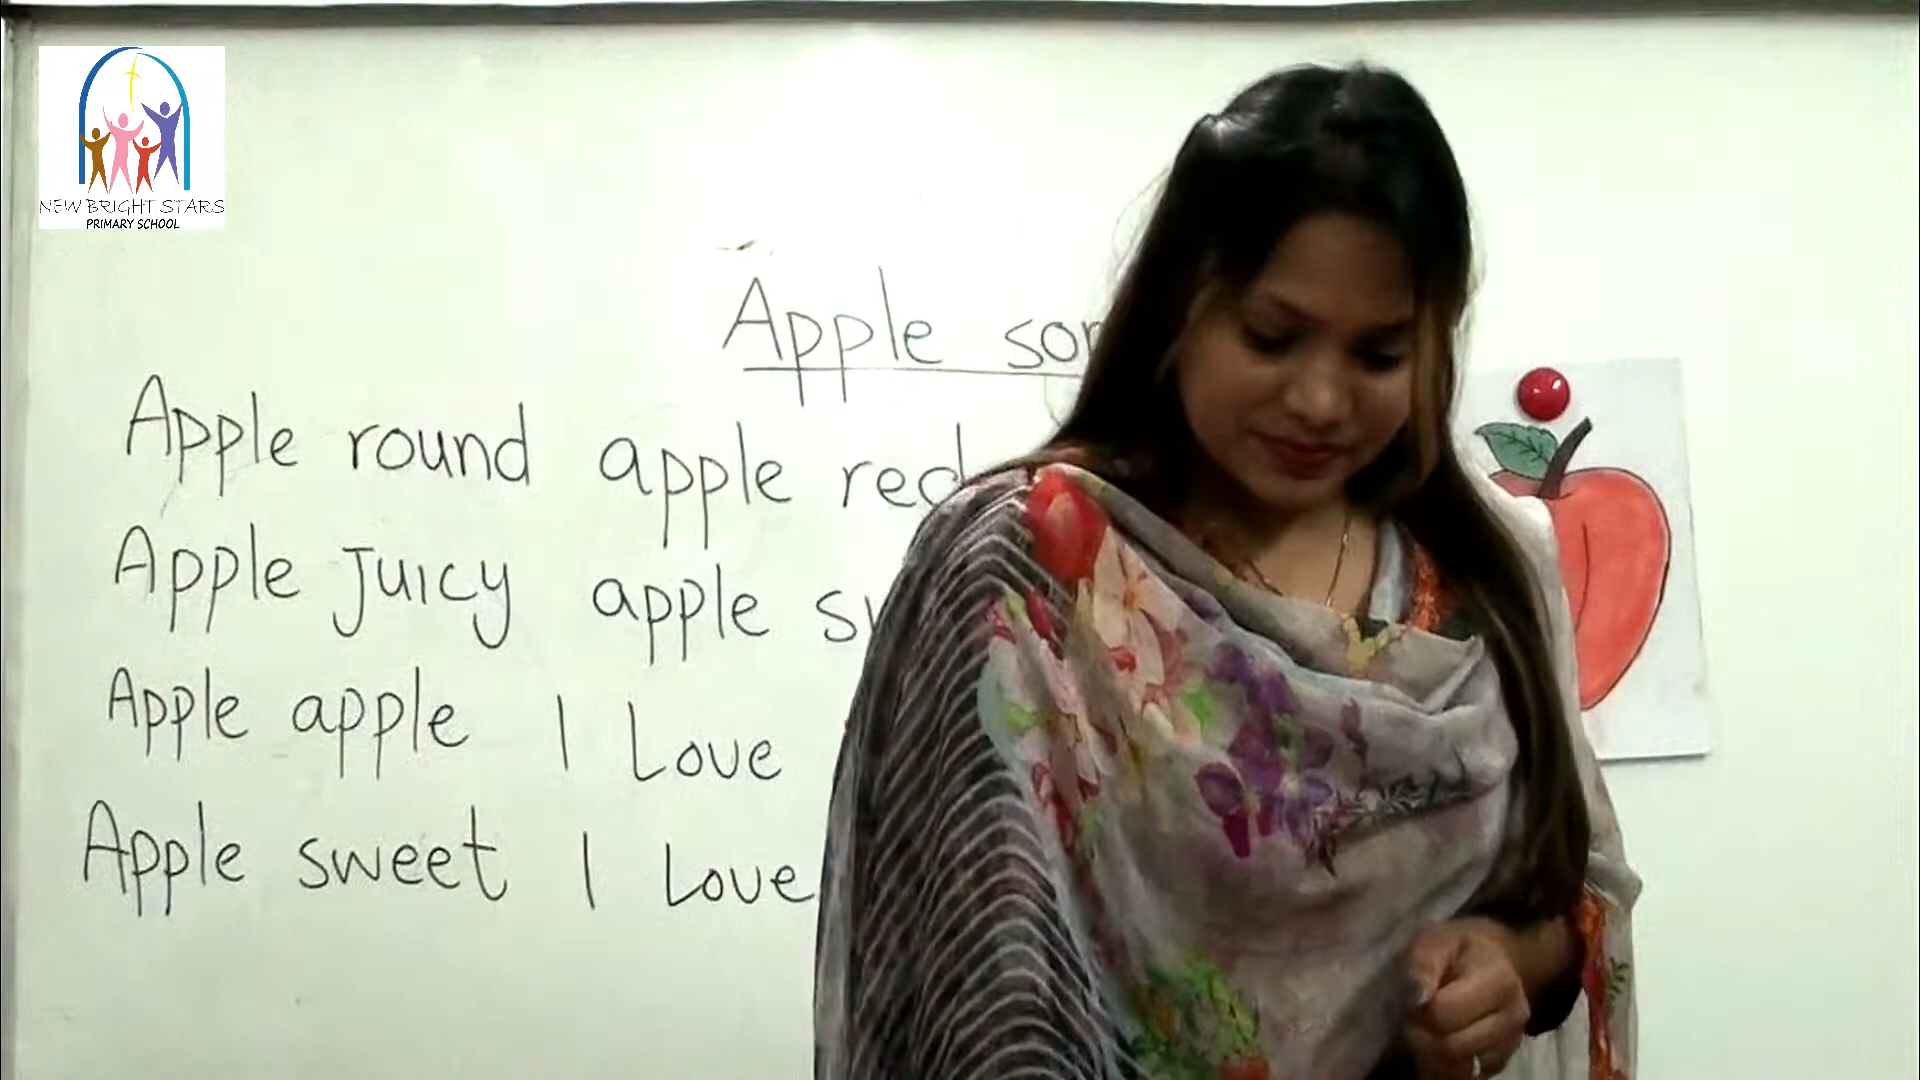 NEW BRIGHT STARS
PRIMARY SCHOOL
Apple
Apple round apple red
Apple Juicy apple
Apple apple I Love
Apple sweet I Love